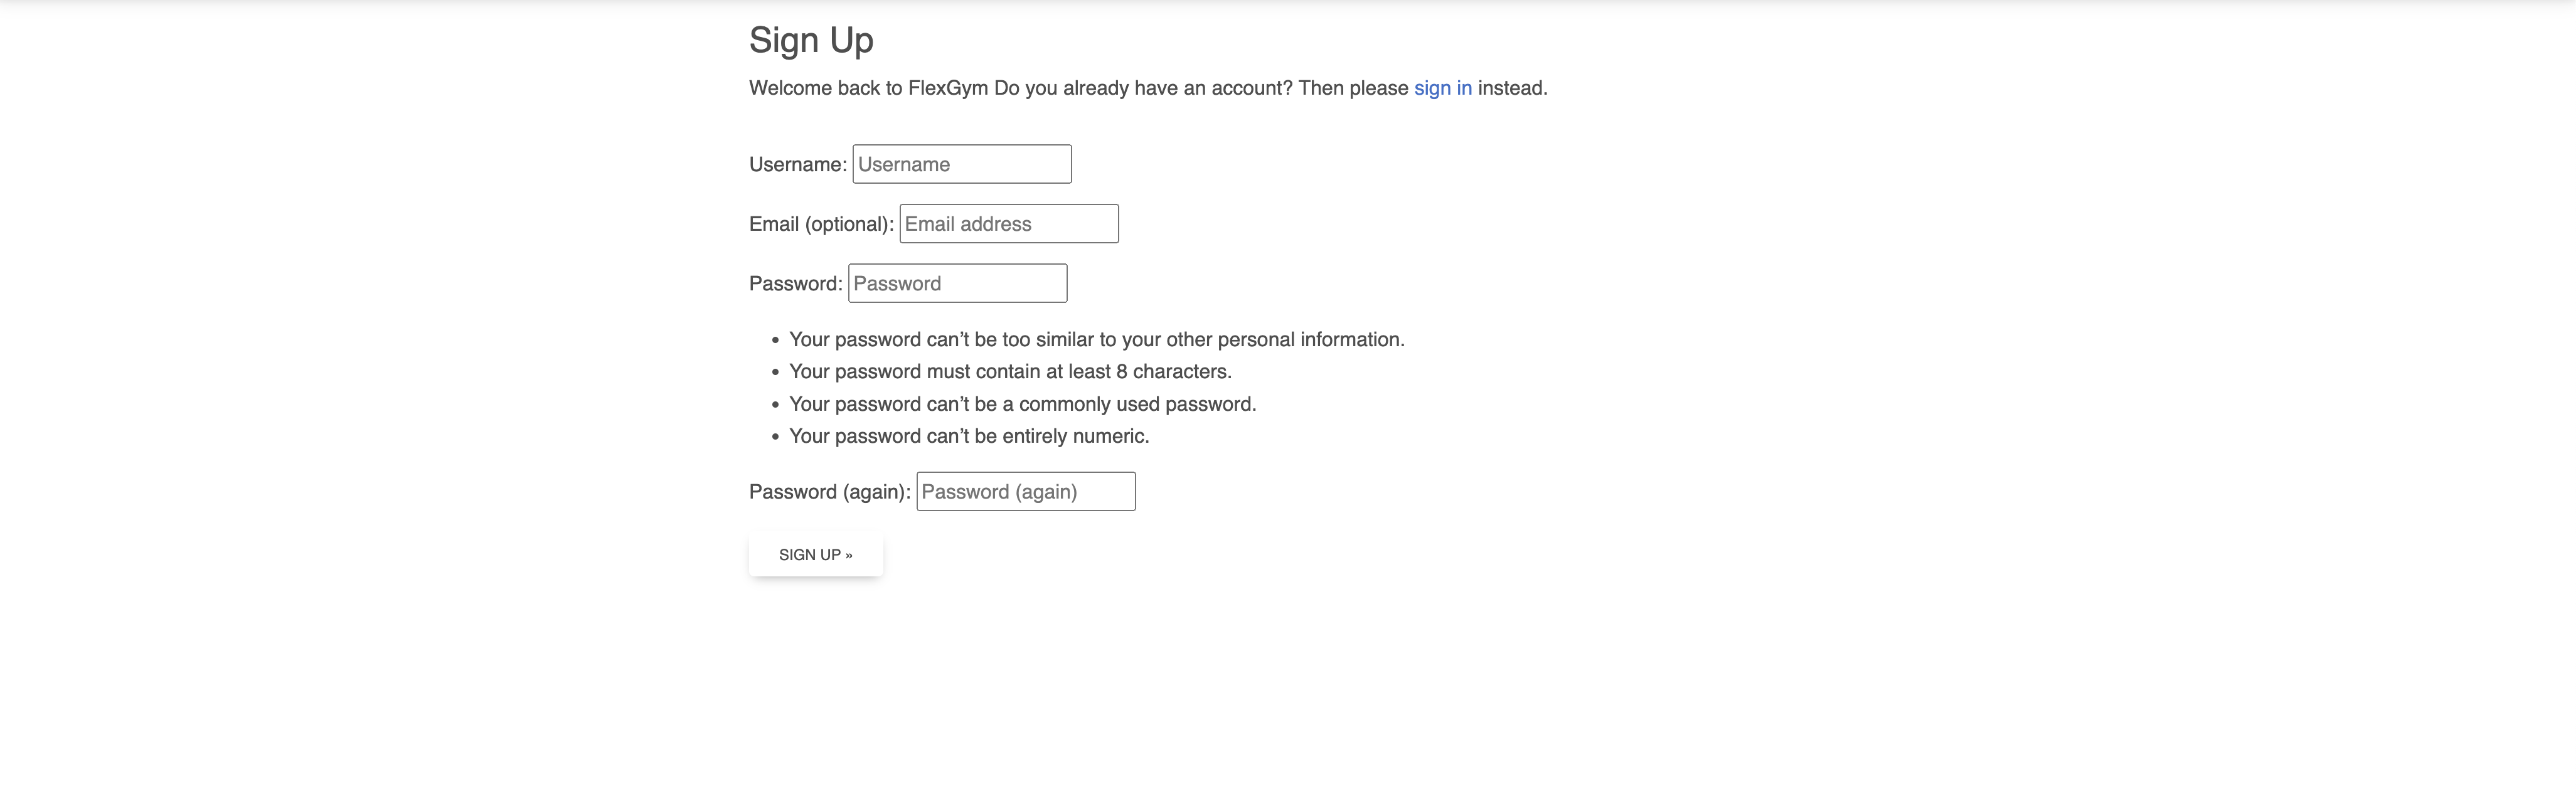 Sign Up
Welcome back to FlexGym Do you already have an account? Then please sign in instead.
Username: Username
Email (optional): Email address
Password: Password
• Your password can’t be too similar to your other personal information.
• Your password must contain at least 8 characters.
• Your password can’t be a commonly used password.
• Your password can’t be entirely numeric.
Password (again): Password (again)
SIGN UP »